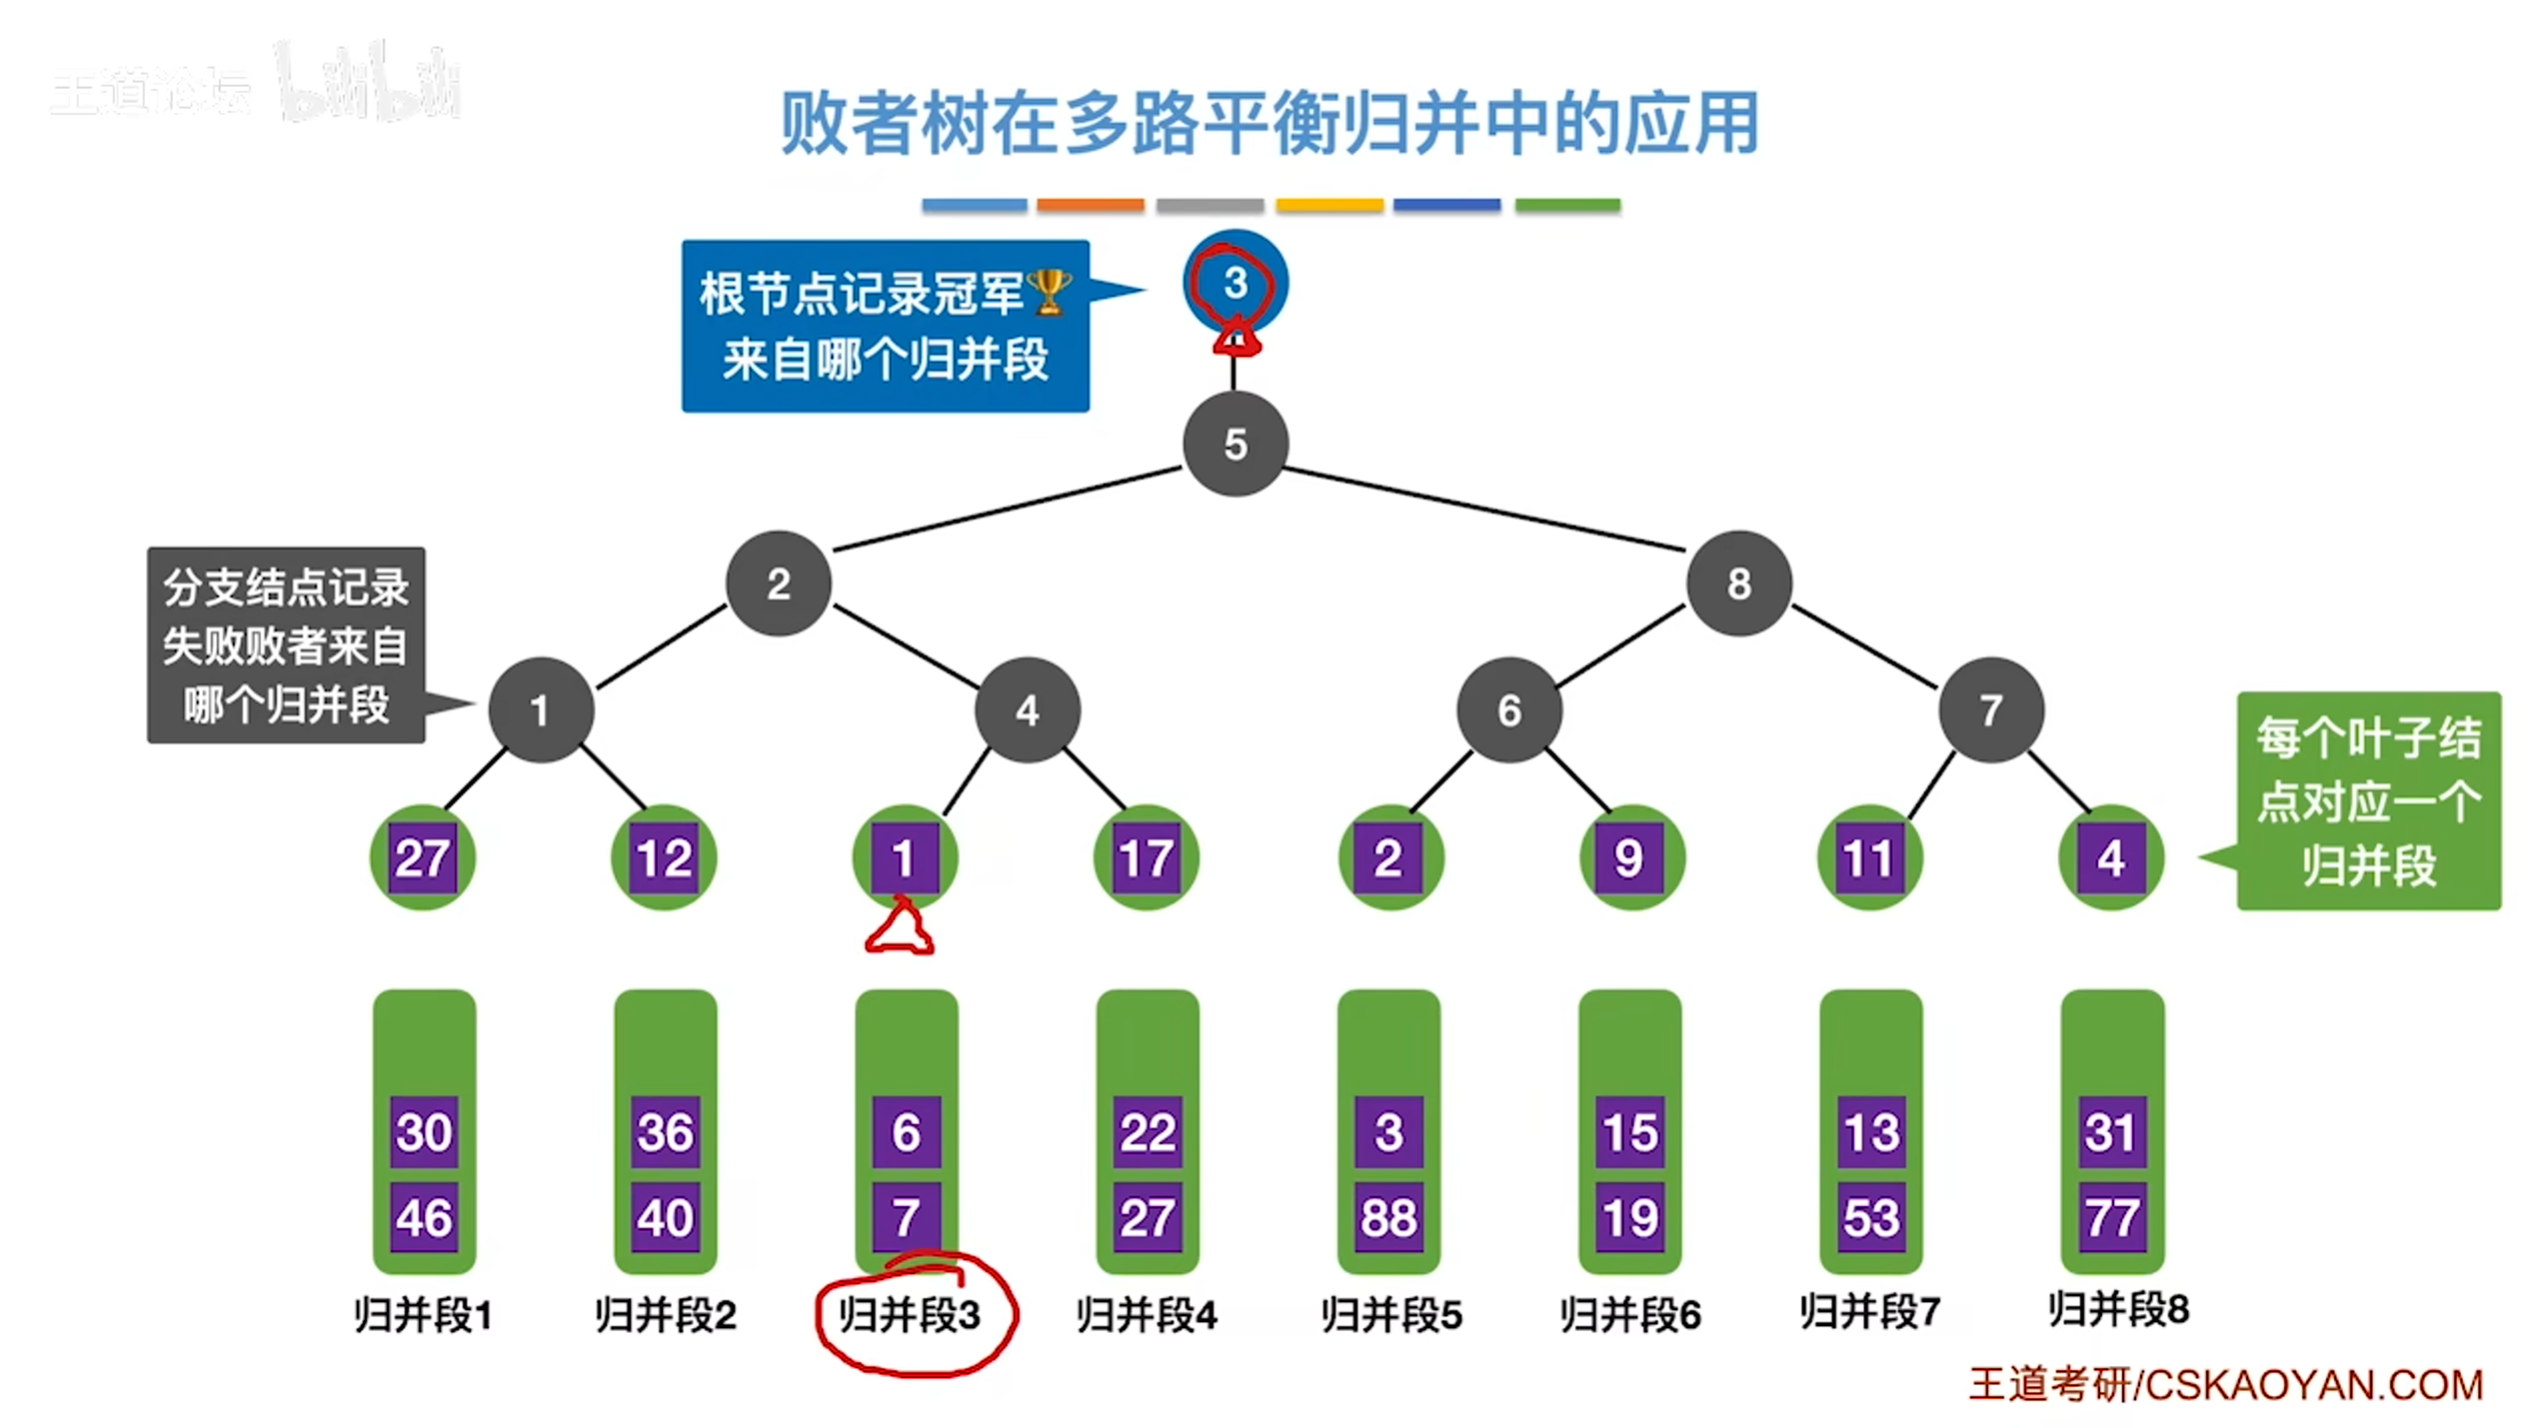 王道论坛 bilibili
败者树在多路平衡归并中的应用
根节点记录冠军🏆
来自哪个归并段
3
5
2
8
分支结点记录
失败败者来自
哪个归并段
1
4
6
7
每个叶子结
点对应一个
归并段
27 12 1 17 2 9 11 4
30 36 6 22 3 15 13 31
46 40 7 27 88 19 53 77
归并段1 归并段2 归并段3 归并段4 归并段5 归并段6 归并段7 归并段8
王道考研/CSKAOYAN.COM